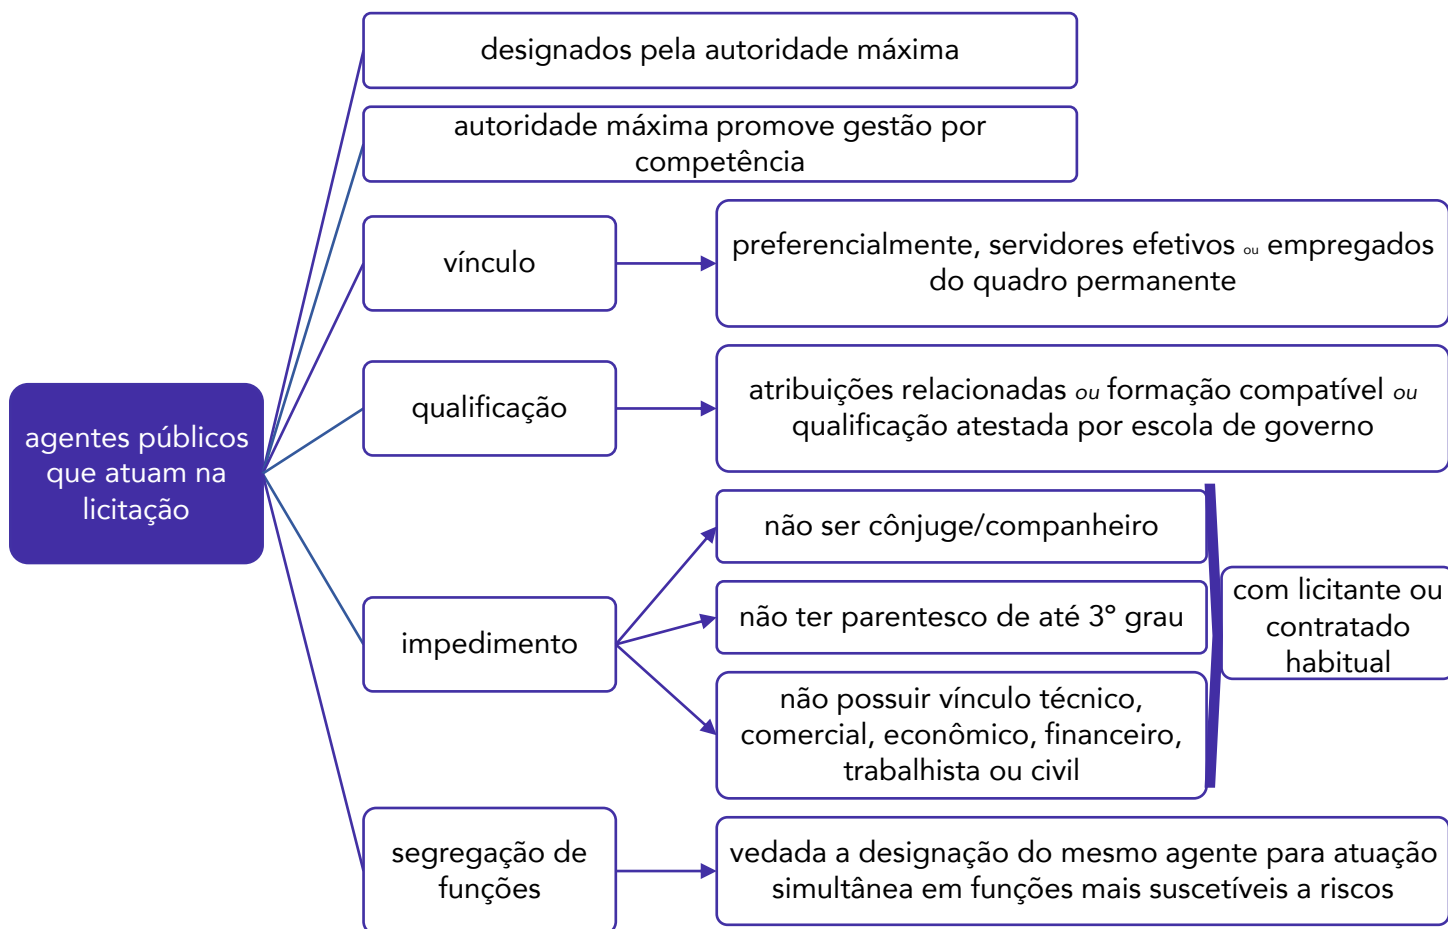 designados pela autoridade máxima
autoridade máxima promove gestão por
competência
vínculo
preferencialmente, servidores efetivos ou empregados
do quadro permanente
qualificação
atribuições relacionadas ou formação compatível ou
qualificação atestada por escola de governo
agentes públicos
que atuam na
licitação
impedimento
não ser cônjuge/companheiro
não ter parentesco de até 3º grau
não possuir vínculo técnico,
comercial, econômico, financeiro,
trabalhista ou civil
com licitante ou
contratado
habitual
segregação de
funções
vedada a designação do mesmo agente para atuação
simultânea em funções mais suscetíveis a riscos